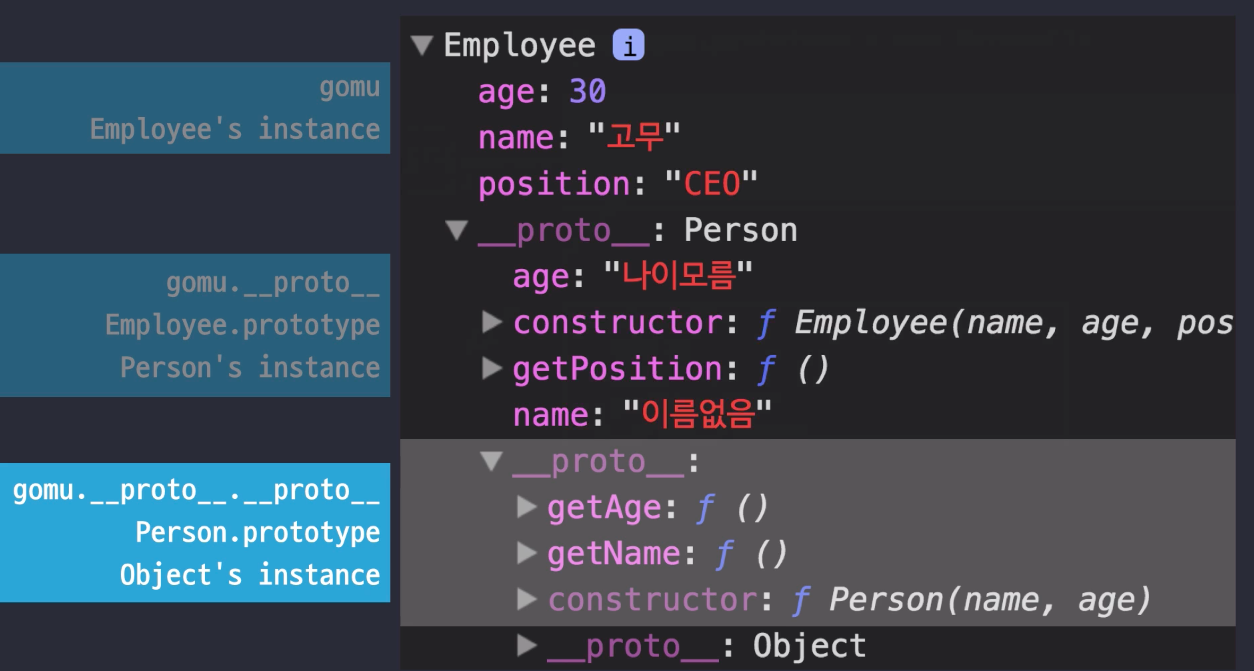 gomu
Employee's instance
gomu.__proto__
Employee.prototype
Person's instance
gomu.__proto__.__proto__
Person.prototype
Object's instance
▼ Employee i
age: 30
name: "고무"
position: "CEO"
▼ __proto__: Person
age: "나이모름"
▶ constructor: ƒ Employee(name, age, pos
▶ getPosition: ƒ ()
name: "이름없음"
▼ __proto__:
▶ getAge: ƒ ()
▶ getName: ƒ ()
▶ constructor: ƒ Person(name, age)
▶ __proto__: Object